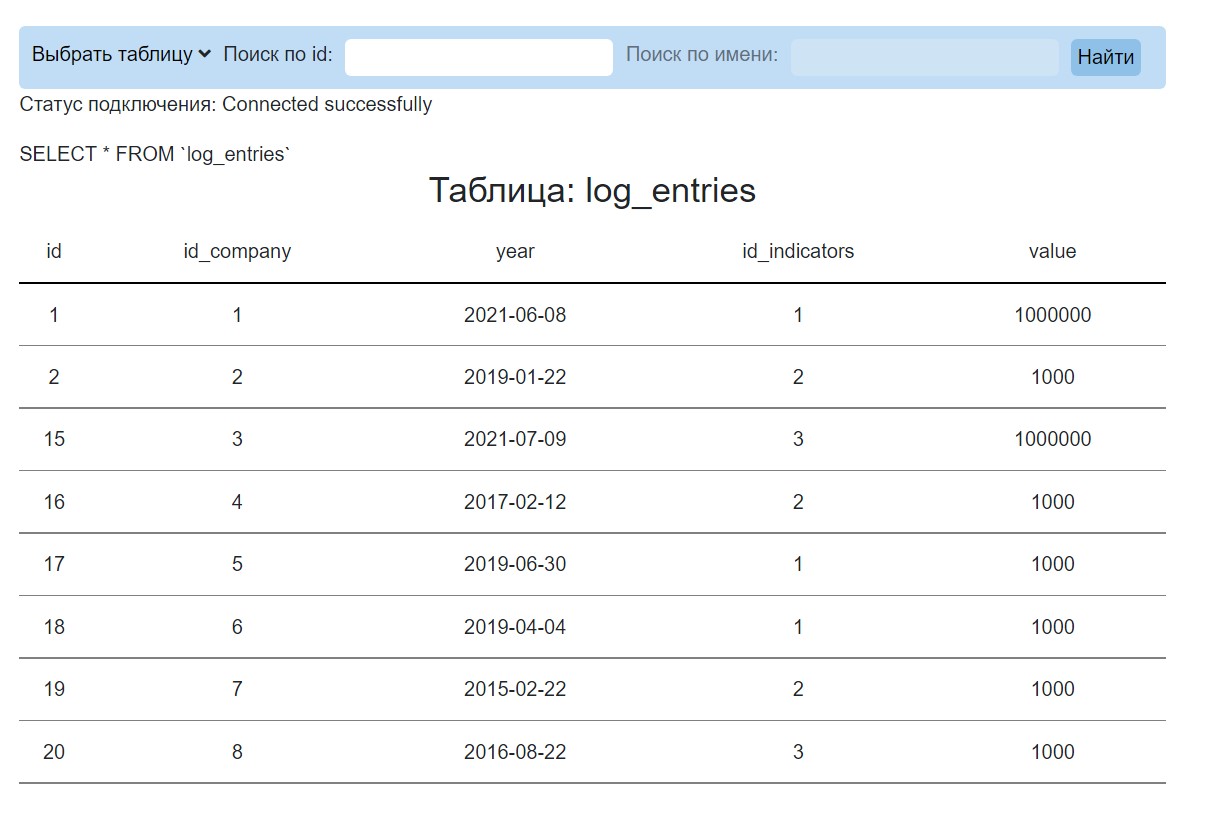 Выбрать таблицу Поиск по id: Поиск по имени: Найти
Статус подключения: Connected successfully
SELECT * FROM `log_entries`
Таблица: log_entries
id id_company year id_indicators value
1 1 2021-06-08 1 1000000
2 2 2019-01-22 2 1000
15 3 2021-07-09 3 1000000
16 4 2017-02-12 2 1000
17 5 2019-06-30 1 1000
18 6 2019-04-04 1 1000
19 7 2015-02-22 2 1000
20 8 2016-08-22 3 1000